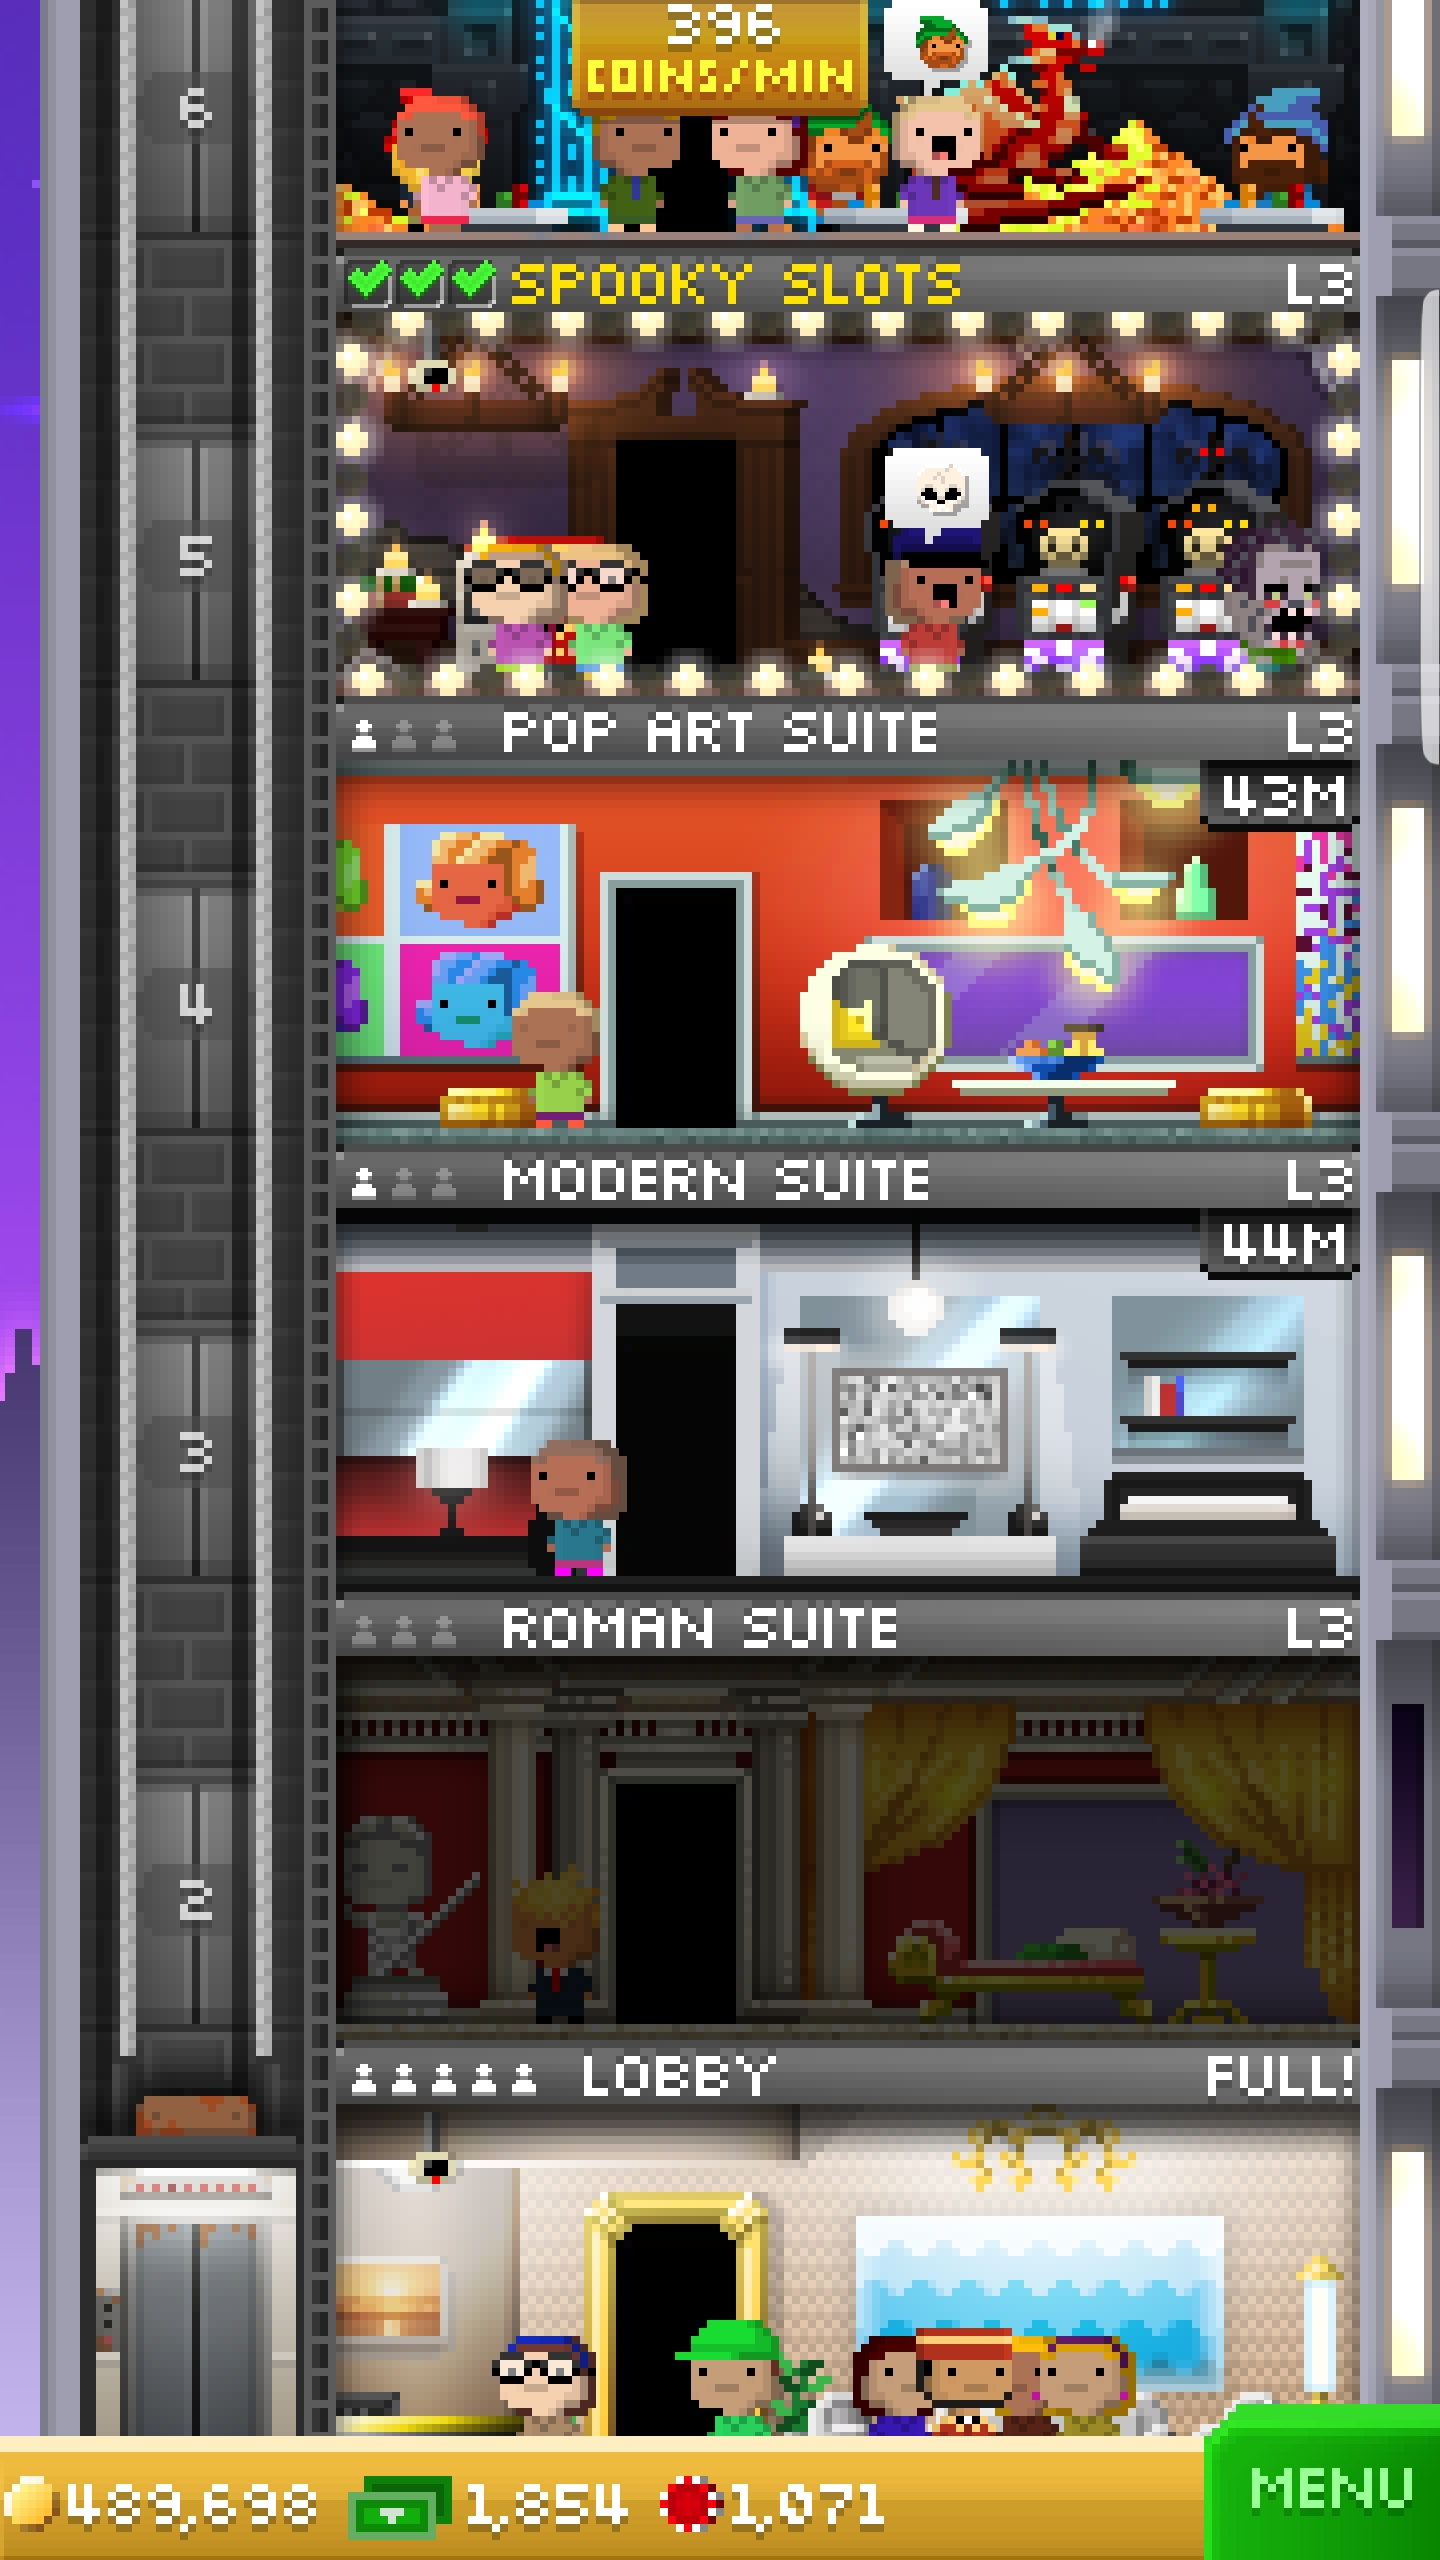 396
COINS/MIN
6
SPOOKY SLOTS L3
5
POP ART SUITE L3
43M
4
MODERN SUITE L3
44M
3
ROMAN SUITE L3
2
LOBBY FULL!
489,698 1,854 1,071 MENU